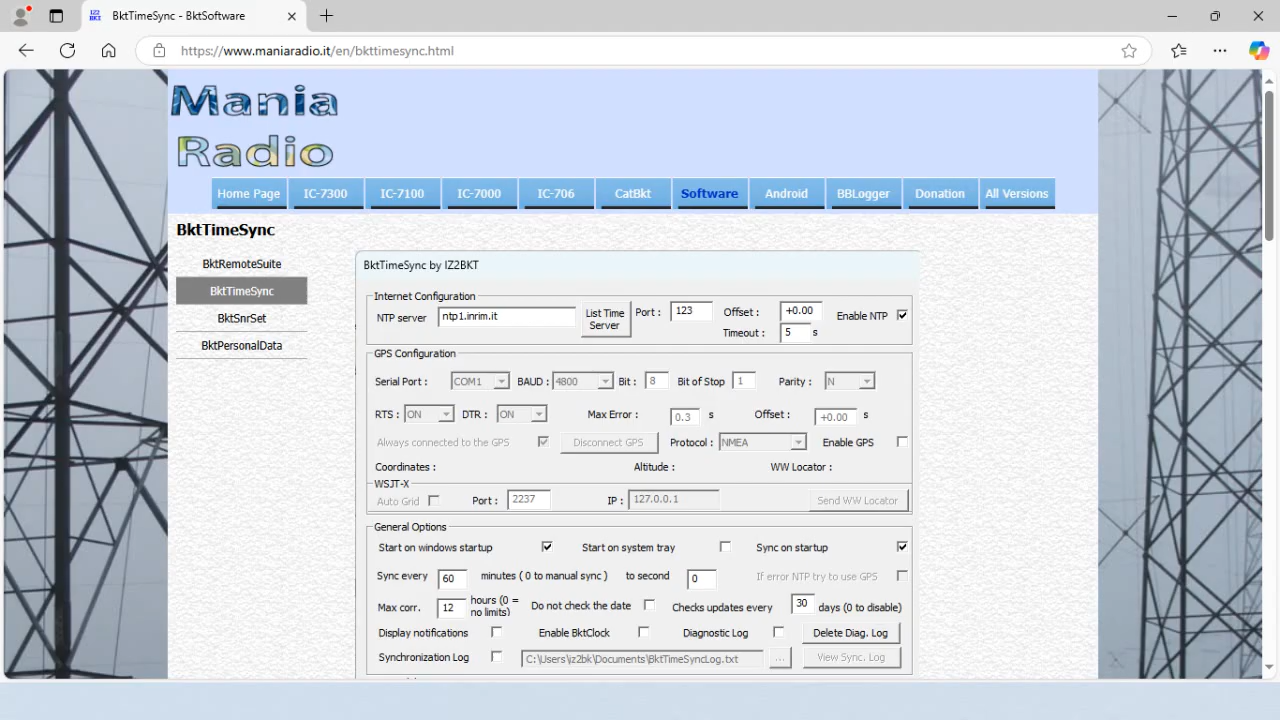 BktTimeSync - BktSoftware
https://www.maniaradio.it/en/bkttimesync.html
Mania
Radio
Home Page IC-7300 IC-7100 IC-7000 IC-706 CatBkt Software Android BBLogger Donation All Versions
BktTimeSync
BktRemoteSuite
BktTimeSync
BktSnrSet
BktPersonalData
BktTimeSync by IZ2BKT
Internet Configuration
NTP server ntp1.inrim.it List Time Server Port : 123 Offset : +0.00 Enable NTP
Timeout : 5 s
GPS Configuration
Serial Port : COM1 BAUD : 4800 Bit : 8 Bit of Stop 1 Parity : N
RTS : ON DTR : ON Max Error : 0.3 s Offset : +0.00 s
Always connected to the GPS Disconnect GPS Protocol : NMEA Enable GPS
Coordinates : Altitude : WW Locator :
WSJT-X
Auto Grid Port : 2237 IP : 127.0.0.1 Send WW Locator
General Options
Start on windows startup Start on system tray Sync on startup
Sync every 60 minutes ( 0 to manual sync ) to second 0 If error NTP try to use GPS
Max corr. 12 hours (0 = no limits) Do not check the date Checks updates every 30 days (0 to disable)
Display notifications Enable BktClock Diagnostic Log Delete Diag. Log
Synchronization Log C:\Users\iz2bk\Documents\BktTimeSyncLog.txt ... View Sync. Log